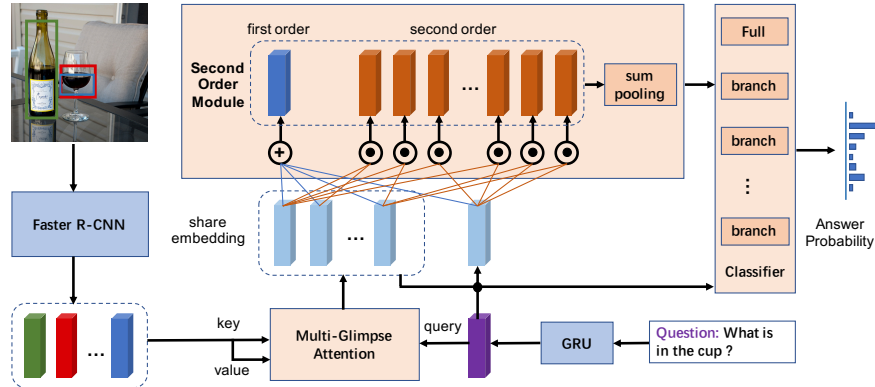 first order
second order
Second
Order
Module
...
sum
pooling
Full
branch
branch
...
branch
Classifier
Answer
Probability
share
embedding
...
Faster R-CNN
...
key
value
Multi-Glimpse
Attention
query
GRU
Question: What is
in the cup ?